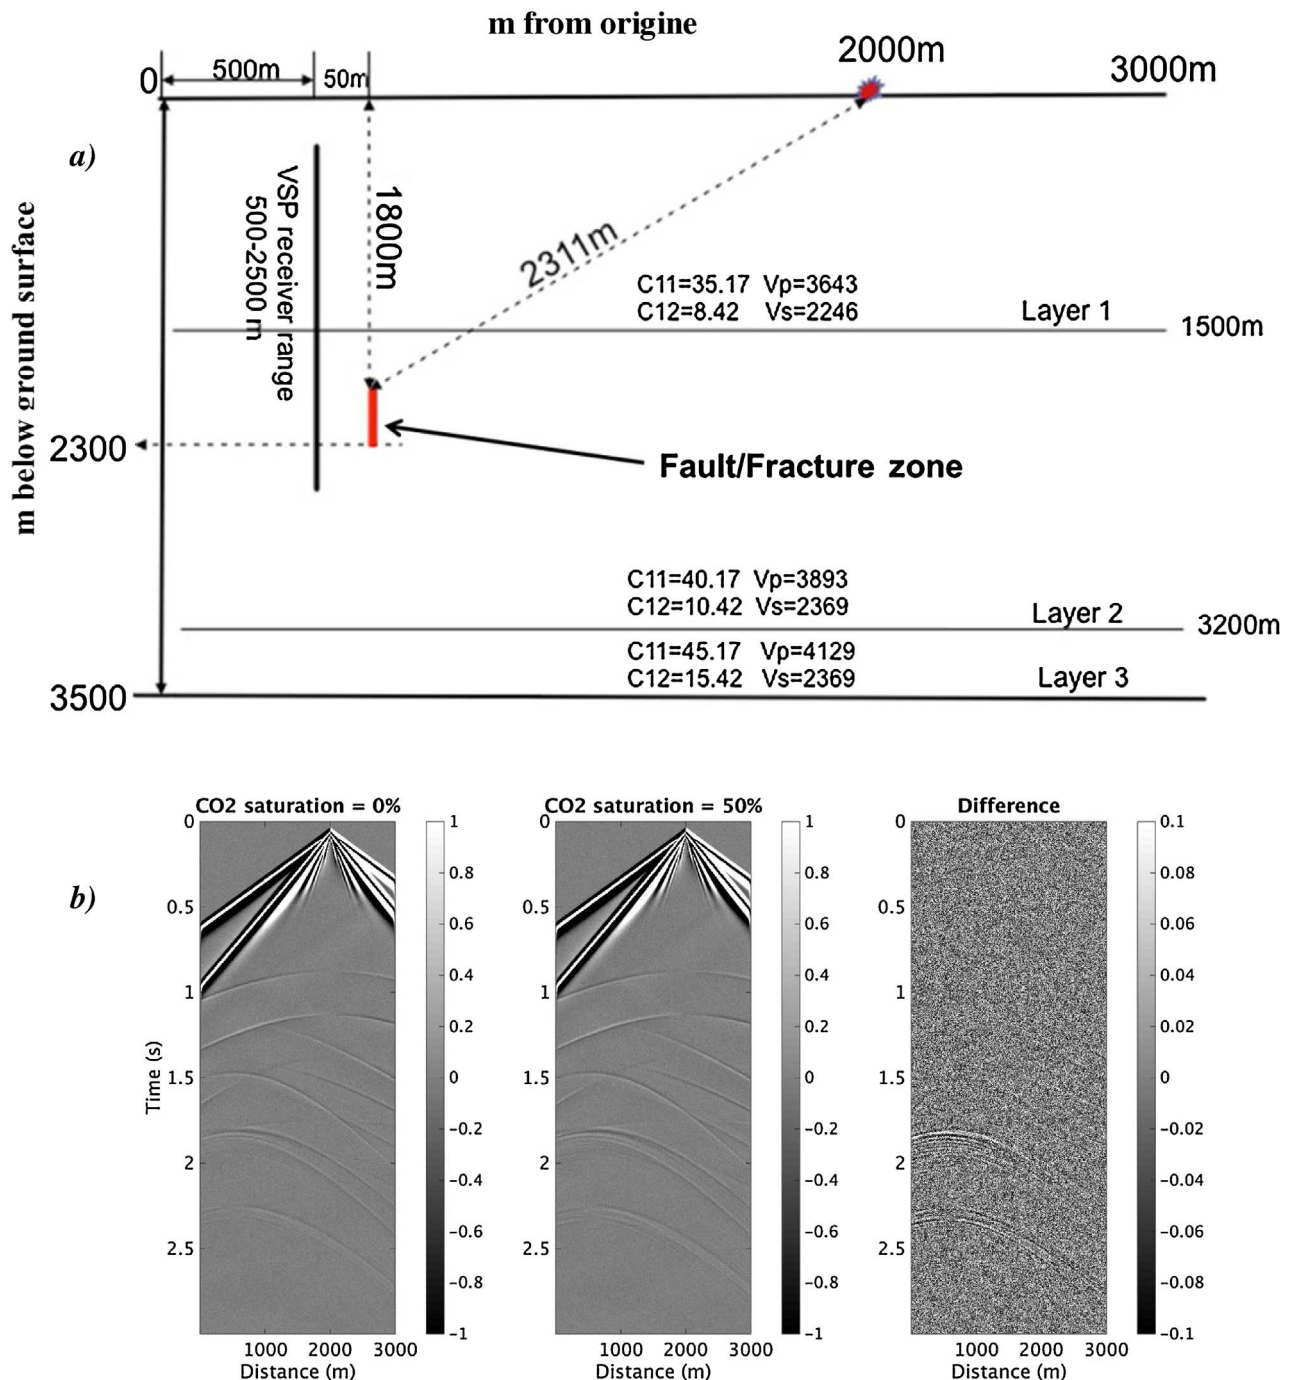 m from origine
2000m
3000m
0
500m
50m
a)
m below ground surface
VSP receiver range
500-2500 m
1800m
2311m
C11=35.17 Vp=3643
C12=8.42 Vs=2246
Layer 1
1500m
2300
Fault/Fracture zone
C11=40.17 Vp=3893
C12=10.42 Vs=2369
Layer 2
3200m
C11=45.17 Vp=4129
C12=15.42 Vs=2369
Layer 3
3500
b)
CO2 saturation = 0%
0
0.5
1
1.5
2
2.5
Time (s)
1000 2000 3000
Distance (m)
1
0.8
0.6
0.4
0.2
0
−0.2
−0.4
−0.6
−0.8
−1
CO2 saturation = 50%
0
0.5
1
1.5
2
2.5
1000 2000 3000
Distance (m)
1
0.8
0.6
0.4
0.2
0
−0.2
−0.4
−0.6
−0.8
−1
Difference
0
0.5
1
1.5
2
2.5
1000 2000 3000
Distance (m)
0.1
0.08
0.06
0.04
0.02
0
−0.02
−0.04
−0.06
−0.08
−0.1